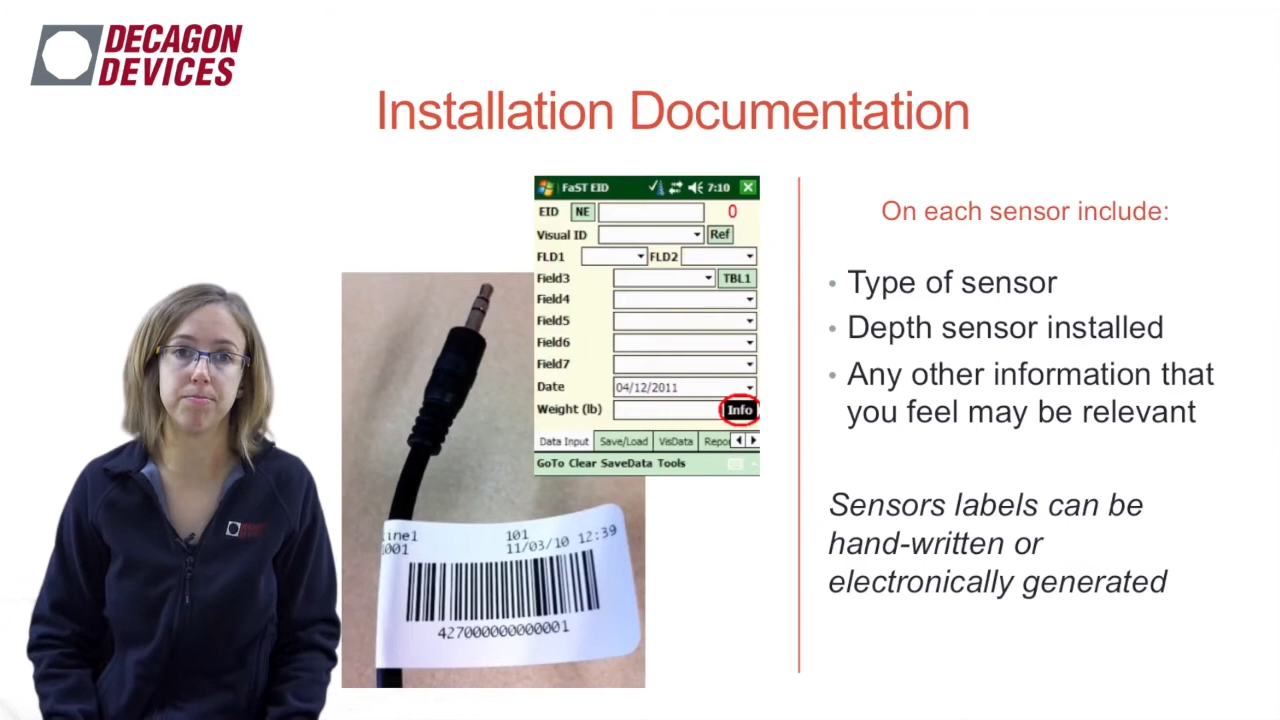 DECAGON
DEVICES
Installation Documentation
FaST EID
7:10
EID NE 0
Visual ID Ref
FLD1 FLD2
Field3 TBL1
Field4
Field5
Field6
Field7
Date 04/12/2011
Weight (lb) Info
Data Input Save/Load VisData Repo
GoTo Clear SaveData Tools
line1 101
0001 11/03/10 12:39
427000000000001
On each sensor include:
• Type of sensor
• Depth sensor installed
• Any other information that
you feel may be relevant
Sensors labels can be
hand-written or
electronically generated